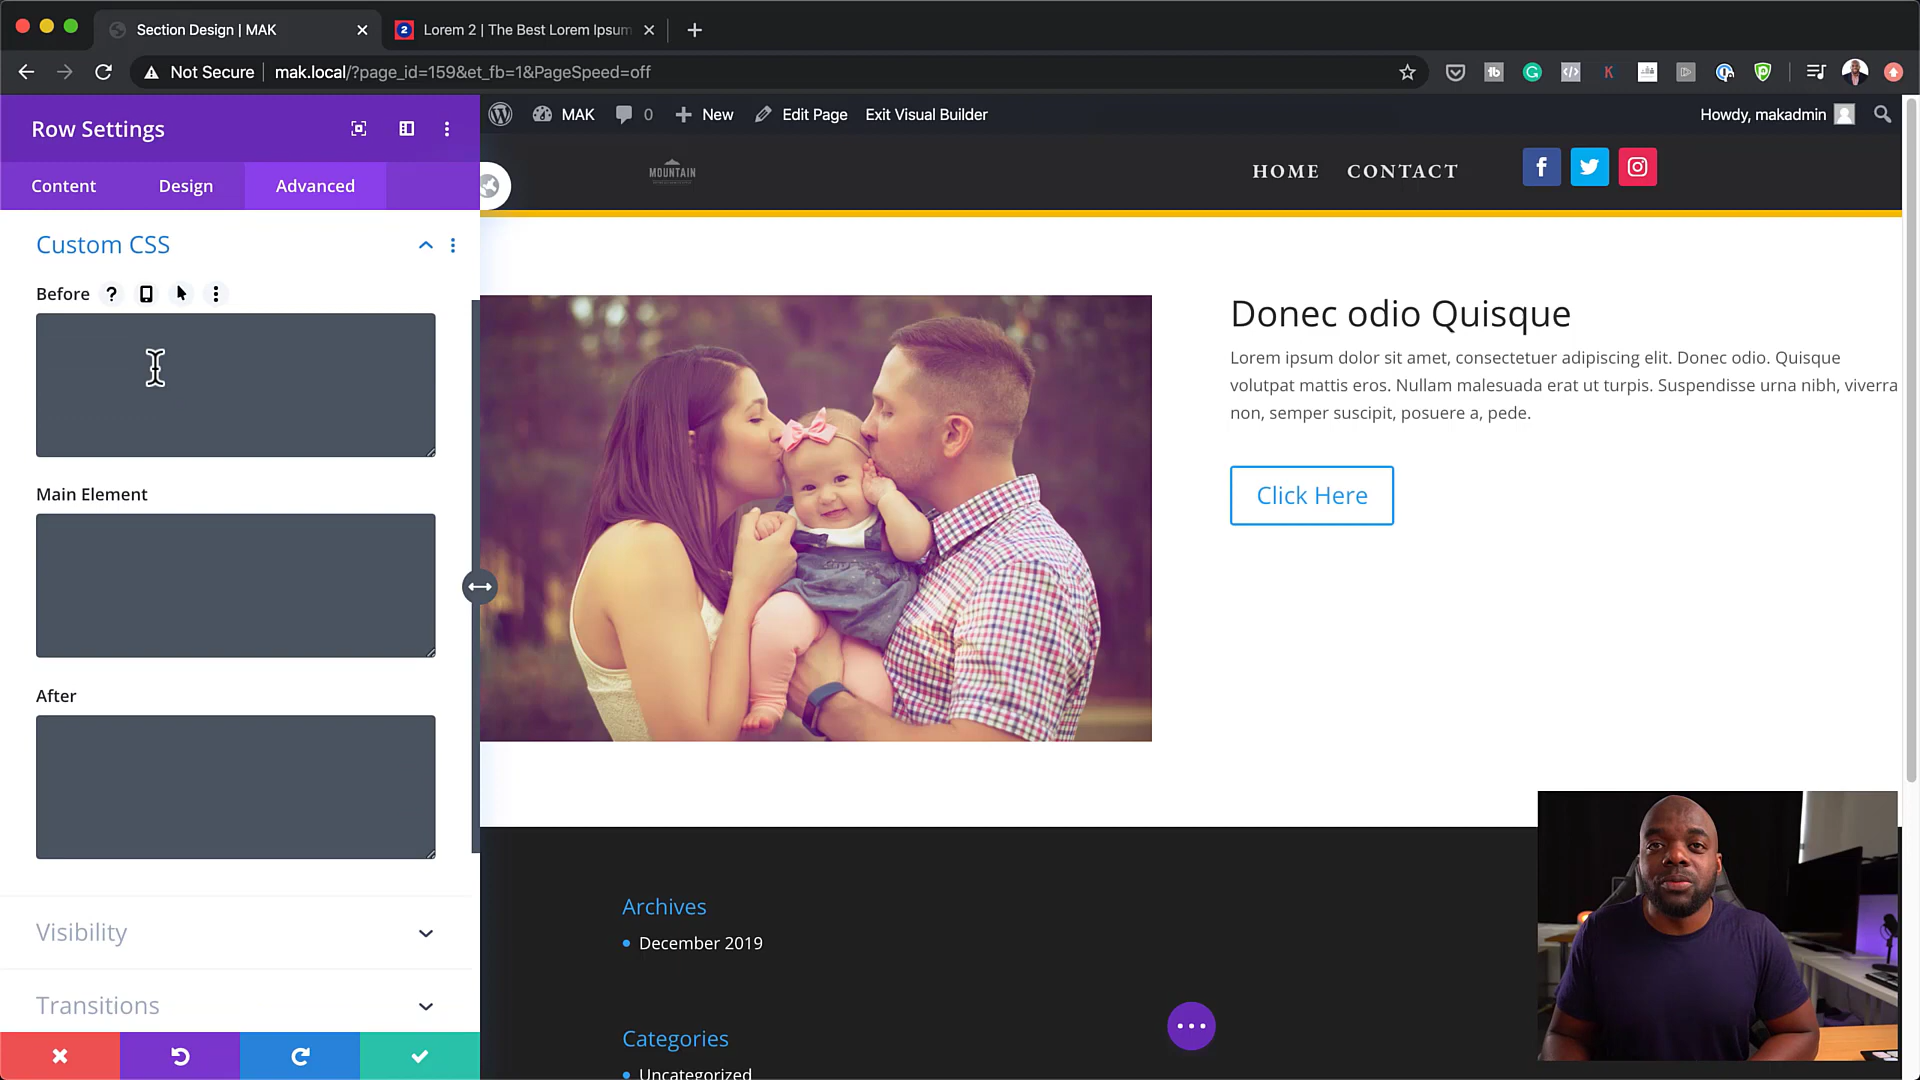 Section Design | MAK
Lorem 2 | The Best Lorem Ipsum
Not Secure
mak.local/?page_id=159&et_fb=1&PageSpeed=off
Row Settings
MAK
0
New
Edit Page
Exit Visual Builder
Howdy, makadmin
Content
Design
Advanced
MOUNTAIN
HOME
CONTACT
Custom CSS
Before
Main Element
After
Visibility
Transitions
Donec odio Quisque
Lorem ipsum dolor sit amet, consectetuer adipiscing elit. Donec odio. Quisque
volutpat mattis eros. Nullam malesuada erat ut turpis. Suspendisse urna nibh, viverra
non, semper suscipit, posuere a, pede.
Click Here
Archives
December 2019
Categories
Uncategorized